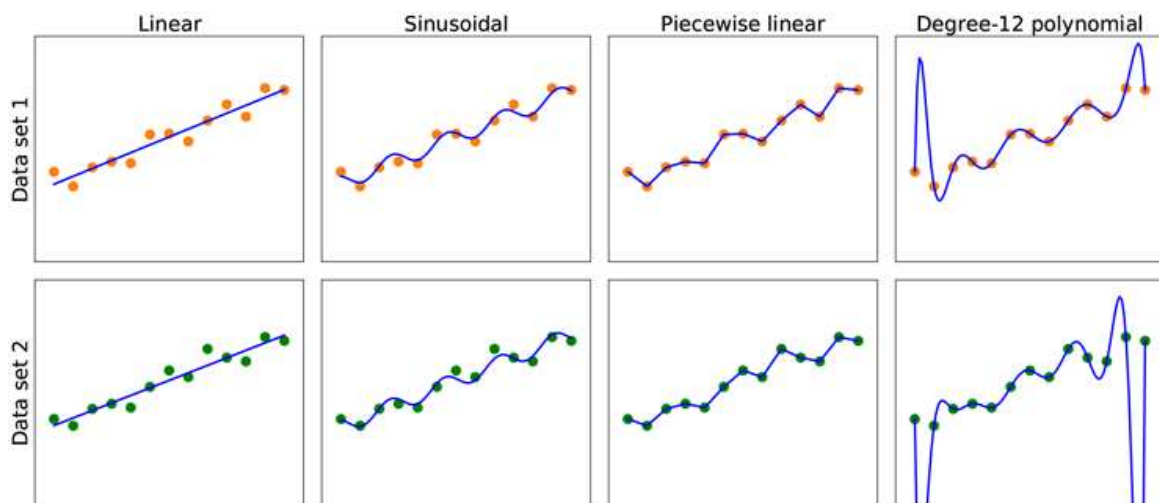 Linear
Sinusoidal
Piecewise linear
Degree-12 polynomial
Data set 1
Data set 2